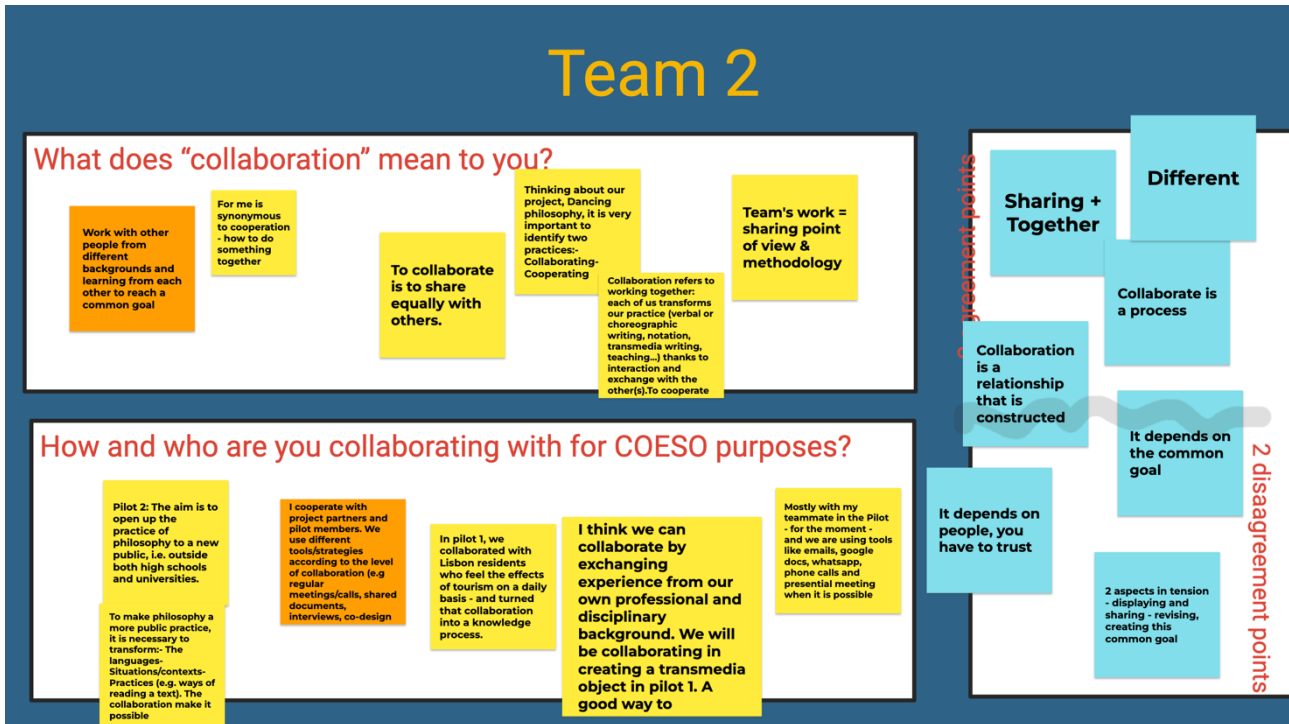 Team 2
What does “collaboration” mean to you?
Work with other
people from
different
backgrounds and
learning from each
other to reach a
common goal
For me is
synonymous
to cooperation
- how to do
something
together
To collaborate
is to share
equally with
others.
Thinking about our
project, Dancing
philosophy, it is very
important to
identify two
practices:-
Collaborating-
Cooperating
Collaboration refers to
working together:
each of us transforms
our practice (verbal or
choreographic
writing, notation,
transmedia writing,
teaching...) thanks to
interaction and
exchange with the
other(s).To cooperate
Team's work =
sharing point
of view &
methodology
How and who are you collaborating with for COESO purposes?
Pilot 2: The aim is to
open up the
practice of
philosophy to a new
public, i.e. outside
both high schools
and universities.
To make philosophy a
more public practice,
it is necessary to
transform:- The
languages-
Situations/contexts-
Practices (e.g. ways of
reading a text). The
collaboration make it
possible
I cooperate with
project partners and
pilot members. We
use different
tools/strategies
according to the level
of collaboration (e.g
regular
meetings/calls, shared
documents,
interviews, co-design
In pilot 1, we
collaborated with
Lisbon residents
who feel the effects
of tourism on a daily
basis - and turned
that collaboration
into a knowledge
process.
I think we can
collaborate by
exchanging
experience from our
own professional and
disciplinary
background. We will
be collaborating in
creating a transmedia
object in pilot 1. A
good way to
Mostly with my
teammate in the Pilot
- for the moment -
and we are using tools
like emails, google
docs, whatsapp,
phone calls and
presential meeting
when it is possible
points
Sharing +
Together
Different
Collaborate is
a process
Collaboration
is a
relationship
that is
constructed
It depends on
the common
goal
It depends on
people, you
have to trust
2 aspects in tension
- displaying and
sharing - revising,
creating this
common goal
2 disaagreement points